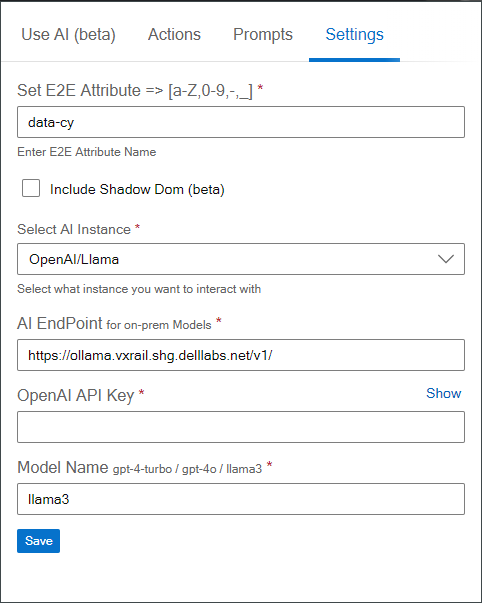 Use AI (beta) Actions Prompts Settings
Set E2E Attribute => [a-Z,0-9,-,_] *
data-cy
Enter E2E Attribute Name
Include Shadow Dom (beta)
Select AI Instance *
OpenAI/Llama
Select what instance you want to interact with
AI EndPoint for on-prem Models *
https://ollama.vxrail.shg.delllabs.net/v1/
OpenAI API Key * Show
Model Name gpt-4-turbo / gpt-4o / llama3 *
llama3
Save